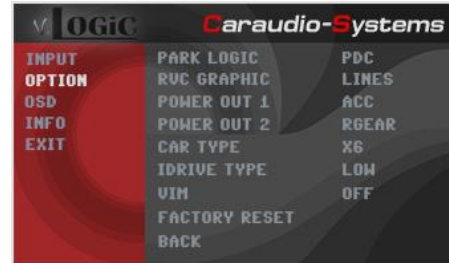 v.LOGiC Caraudio-Systems
INPUT
OPTION
OSD
INFO
EXIT
PARK LOGIC PDC
RVC GRAPHIC LINES
POWER OUT 1 ACC
POWER OUT 2 RGEAR
CAR TYPE X6
IDRIVE TYPE LOW
VIM OFF
FACTORY RESET
BACK